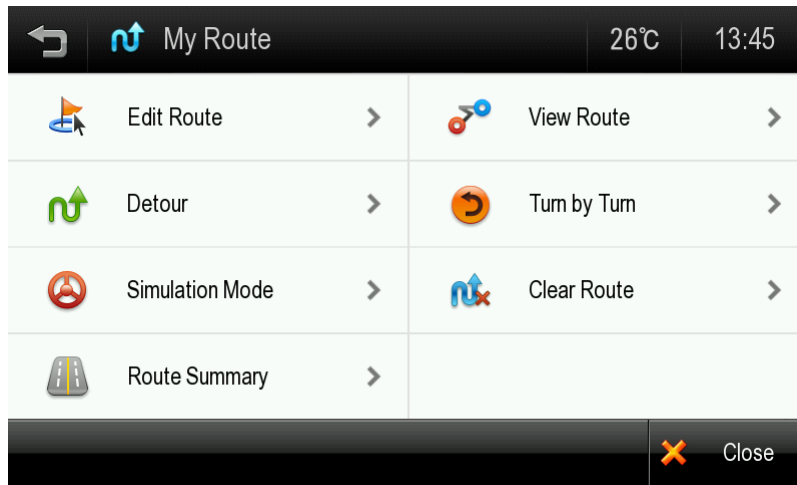 My Route 26℃ 13:45
Edit Route View Route
Detour Turn by Turn
Simulation Mode Clear Route
Route Summary
Close